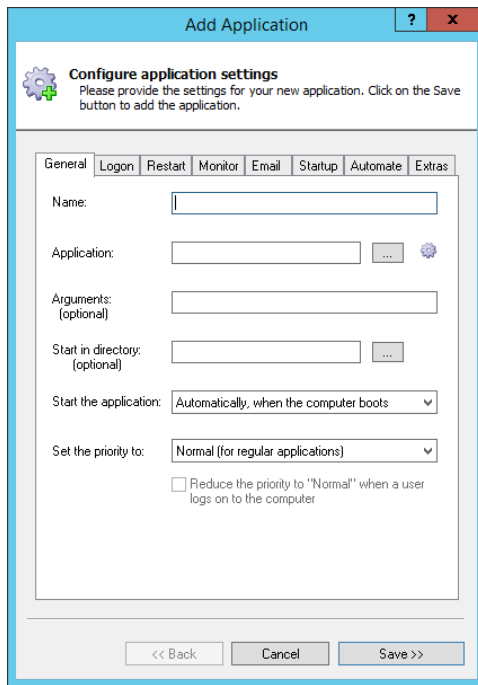 Add Application
?
x
Configure application settings
Please provide the settings for your new application. Click on the Save
button to add the application.
General Logon Restart Monitor Email Startup Automate Extras
Name:
Application:
...
Arguments:
(optional)
Start in directory:
(optional)
...
Start the application:
Automatically, when the computer boots
Set the priority to:
Normal (for regular applications)
Reduce the priority to "Normal" when a user
logs on to the computer
<< Back
Cancel
Save >>